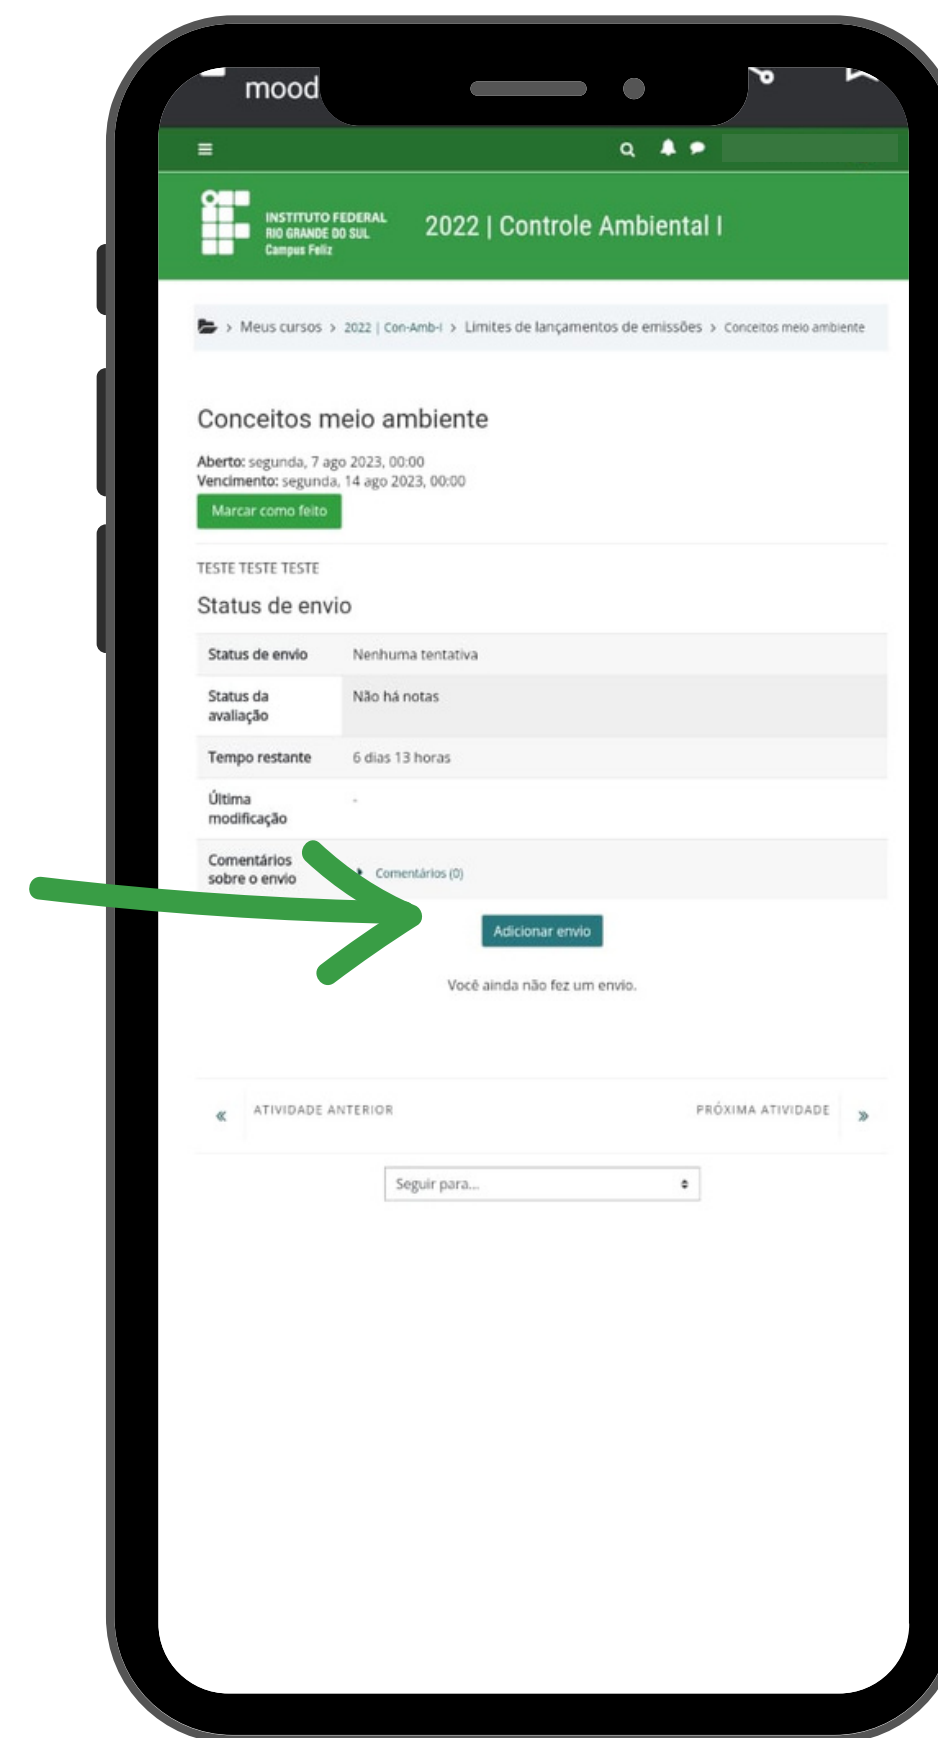 mood
INSTITUTO FEDERAL
RIO GRANDE DO SUL
Campus Feliz
2022 | Controle Ambiental I
> Meus cursos > 2022 | Con-Amb-I > Limites de lançamentos de emissões > Conceitos meio ambiente
Conceitos meio ambiente
Aberto: segunda, 7 ago 2023, 00:00
Vencimento: segunda, 14 ago 2023, 00:00
Marcar como feito
TESTE TESTE TESTE
Status de envio
Status de envio Nenhuma tentativa
Status da avaliação Não há notas
Tempo restante 6 dias 13 horas
Última modificação -
Comentários sobre o envio Comentários (0)
Adicionar envio
Você ainda não fez um envio.
« ATIVIDADE ANTERIOR
PRÓXIMA ATIVIDADE »
Seguir para...